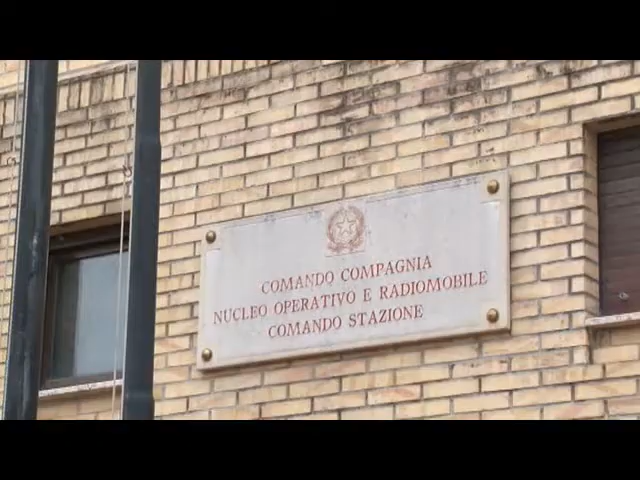 COMANDO COMPAGNIA
NUCLEO OPERATIVO E RADIOMOBILE
COMANDO STAZIONE